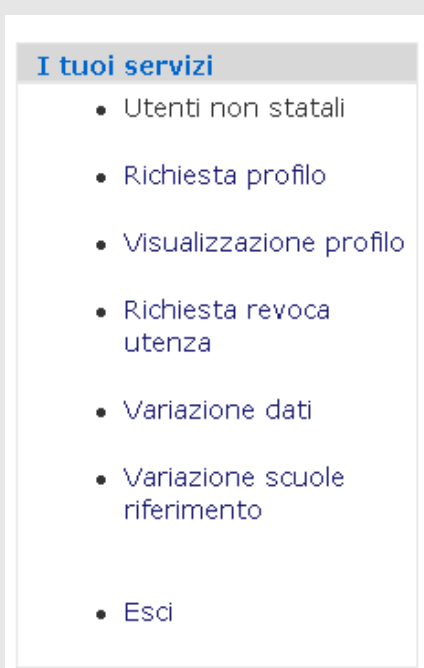 I tuoi servizi
Utenti non statali
Richiesta profilo
Visualizzazione profilo
Richiesta revoca
utenza
Variazione dati
Variazione scuole
riferimento
Esci